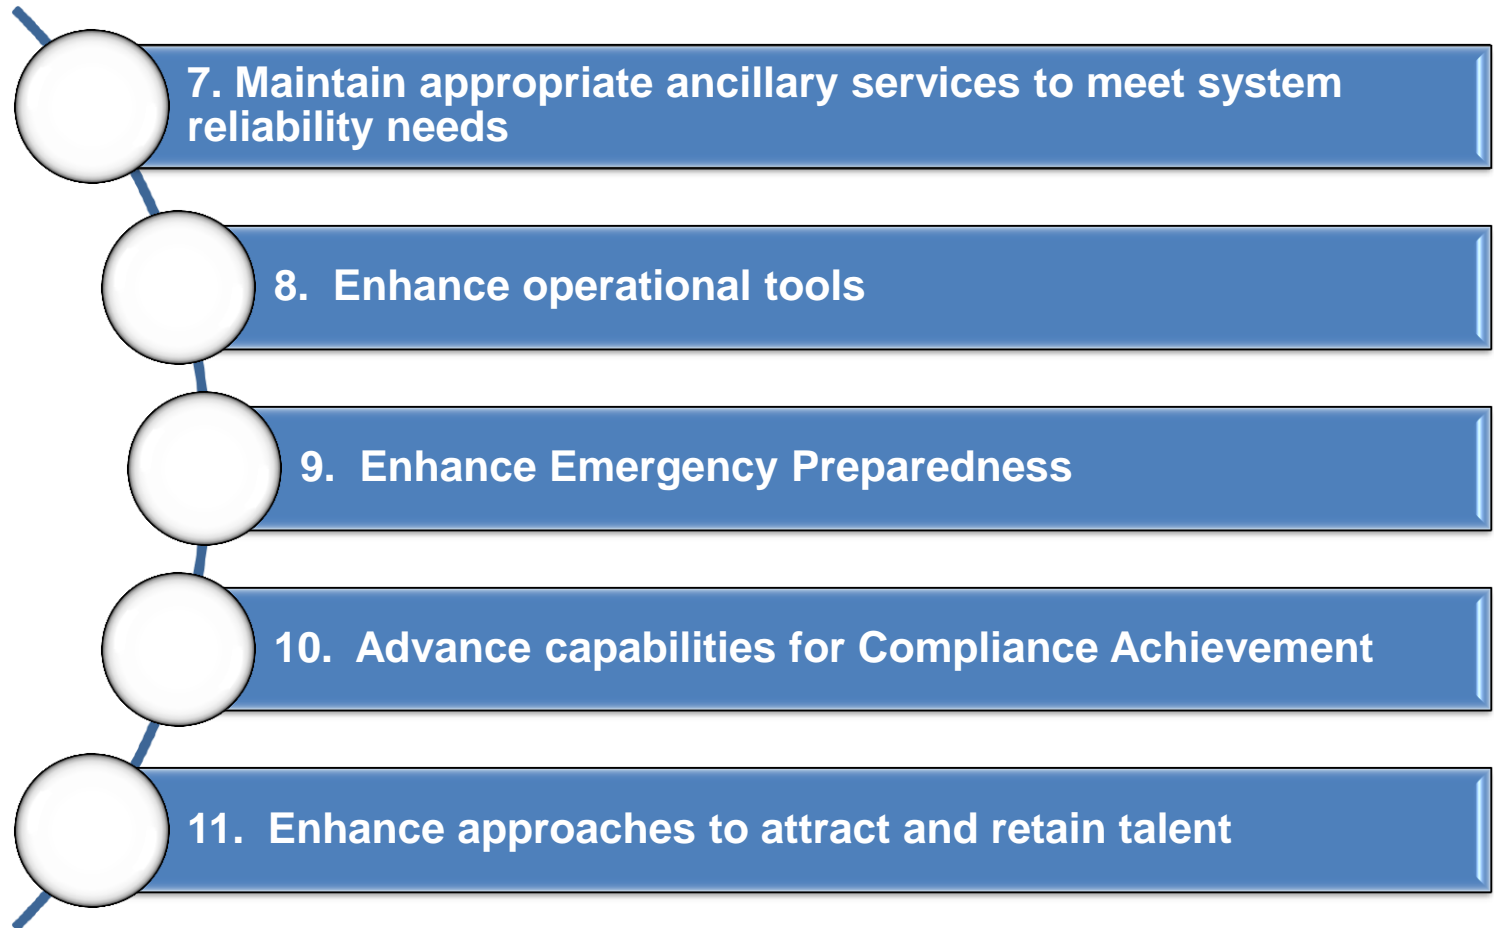 7. Maintain appropriate ancillary services to meet system
reliability needs
8.  Enhance operational tools
9.  Enhance Emergency Preparedness
10.  Advance capabilities for Compliance Achievement
11.  Enhance approaches to attract and retain talent